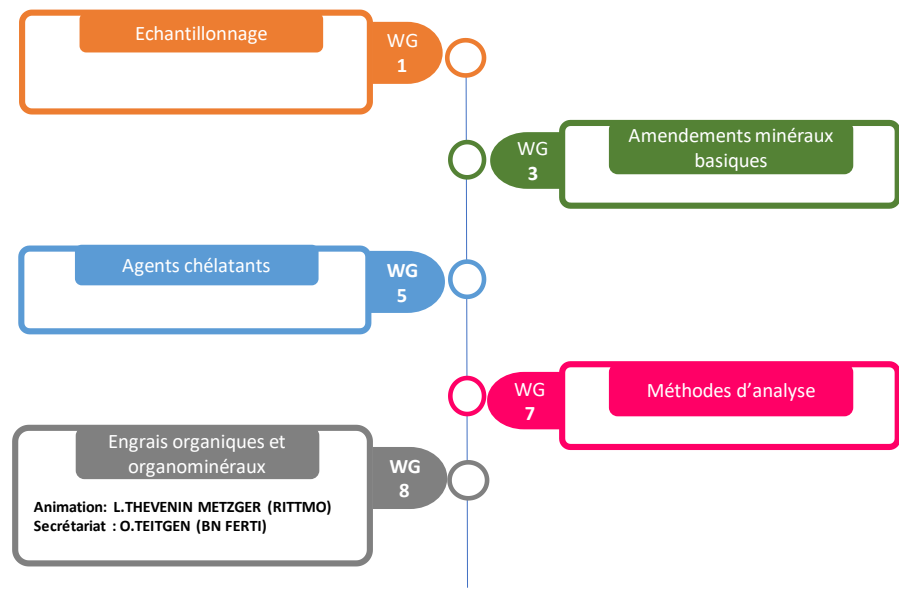 Echantillonnage
WG
1
Amendements minéraux
basiques
WG
3
Agents chélatants
WG
5
Méthodes d'analyse
WG
7
Engrais organiques et
organominéraux
WG
8
Animation: L.THEVENIN METZGER (RITTMO)
Secrétariat : O.TEITGEN (BN FERTI)